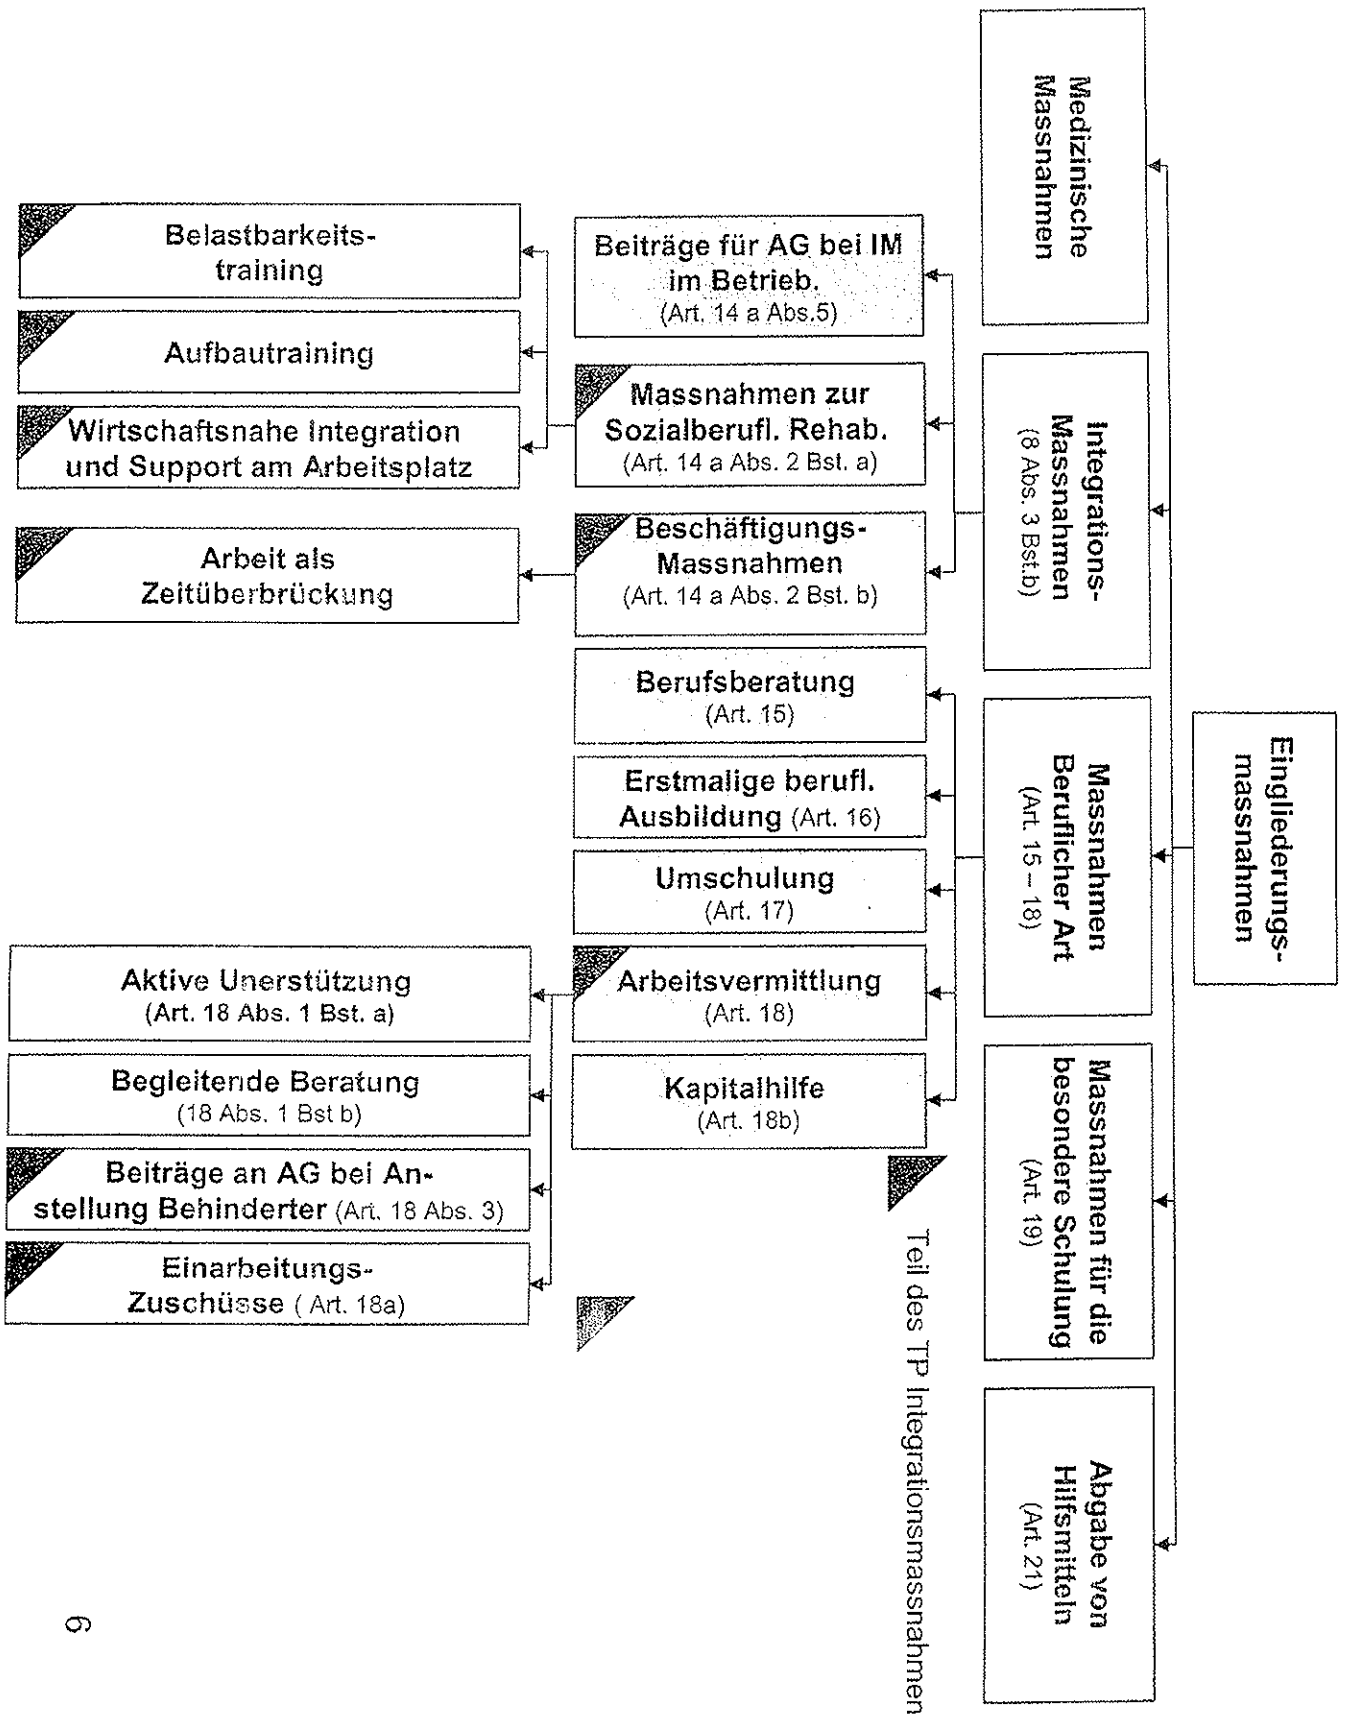 Eingliederungs-
massnahmen
Medizinische
Massnahmen
Integrations-
Massnahmen
(8 Abs. 3 Bst.b)
Massnahmen
Beruflicher Art
(Art. 15 – 18)
Massnahmen für die
besondere Schulung
(Art. 19)
Abgabe von
Hilfsmitteln
(Art. 21)
Beiträge für AG bei IM
im Betrieb.
(Art. 14 a Abs.5)
Massnahmen zur
Sozialberufl. Rehab.
(Art. 14 a Abs. 2 Bst. a)
Beschäftigungs-
Massnahmen
(Art. 14 a Abs. 2 Bst. b)
Berufsberatung
(Art. 15)
Erstmalige berufl.
Ausbildung (Art. 16)
Umschulung
(Art. 17)
Arbeitsvermittlung
(Art. 18)
Kapitalhilfe
(Art. 18b)
Belastbarkeits-
training
Aufbautraining
Wirtschaftsnahe Integration
und Support am Arbeitsplatz
Arbeit als
Zeitüberbrückung
Aktive Unerstützung
(Art. 18 Abs. 1 Bst. a)
Begleitende Beratung
(18 Abs. 1 Bst b)
Beiträge an AG bei An-
stellung Behinderter (Art. 18 Abs. 3)
Einarbeitungs-
Zuschüsse ( Art. 18a)
Teil des TP Integrationsmassnahmen
6